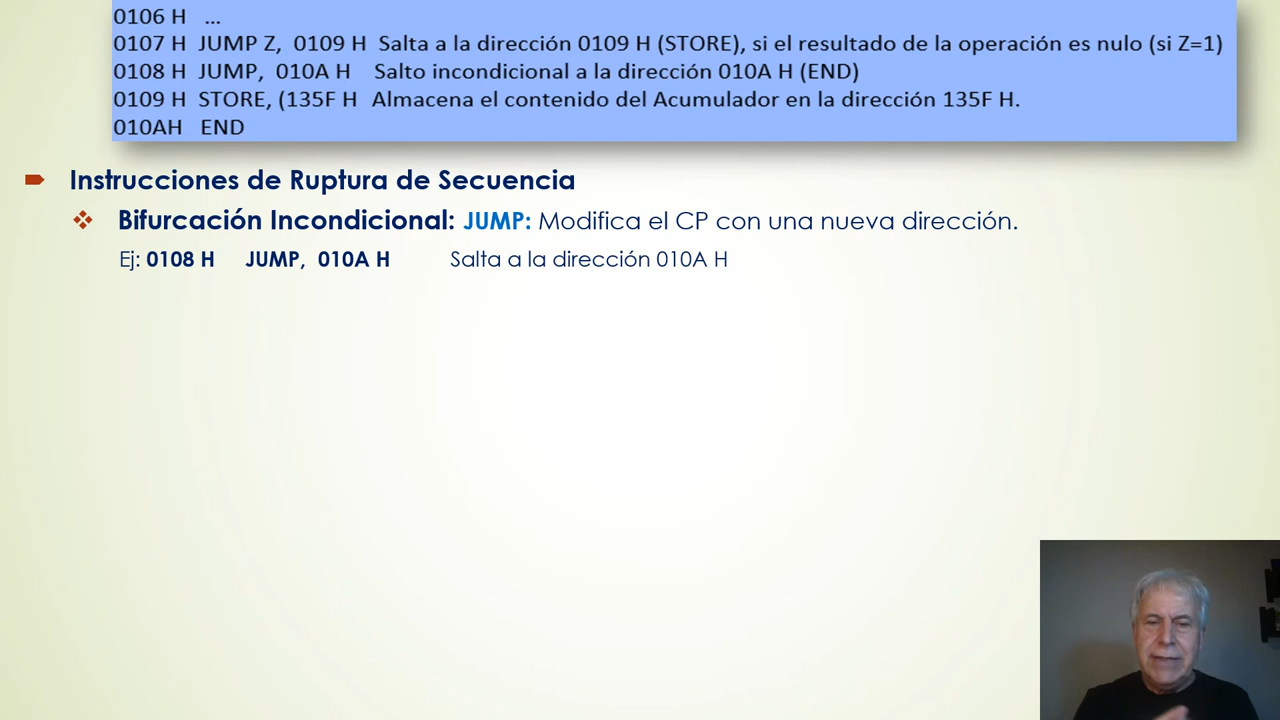 0106 H ...
0107 H JUMP Z, 0109 H Salta a la dirección 0109 H (STORE), si el resultado de la operación es nulo (si Z=1)
0108 H JUMP, 010A H Salto incondicional a la dirección 010A H (END)
0109 H STORE, (135F H Almacena el contenido del Acumulador en la dirección 135F H.
010AH END
Instrucciones de Ruptura de Secuencia
Bifurcación Incondicional: JUMP: Modifica el CP con una nueva dirección.
Ej: 0108 H JUMP, 010A H Salta a la dirección 010A H